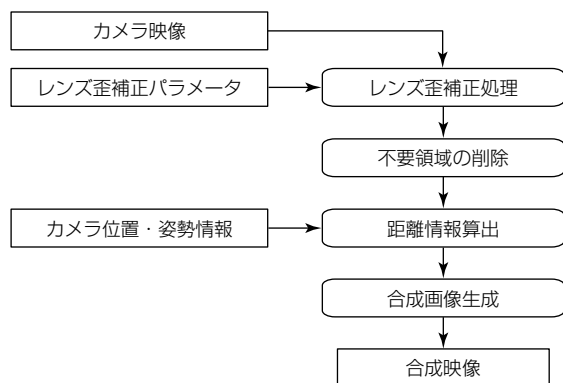 カメラ映像
レンズ歪補正パラメータ
レンズ歪補正処理
不要領域の削除
カメラ位置・姿勢情報
距離情報算出
合成画像生成
合成映像